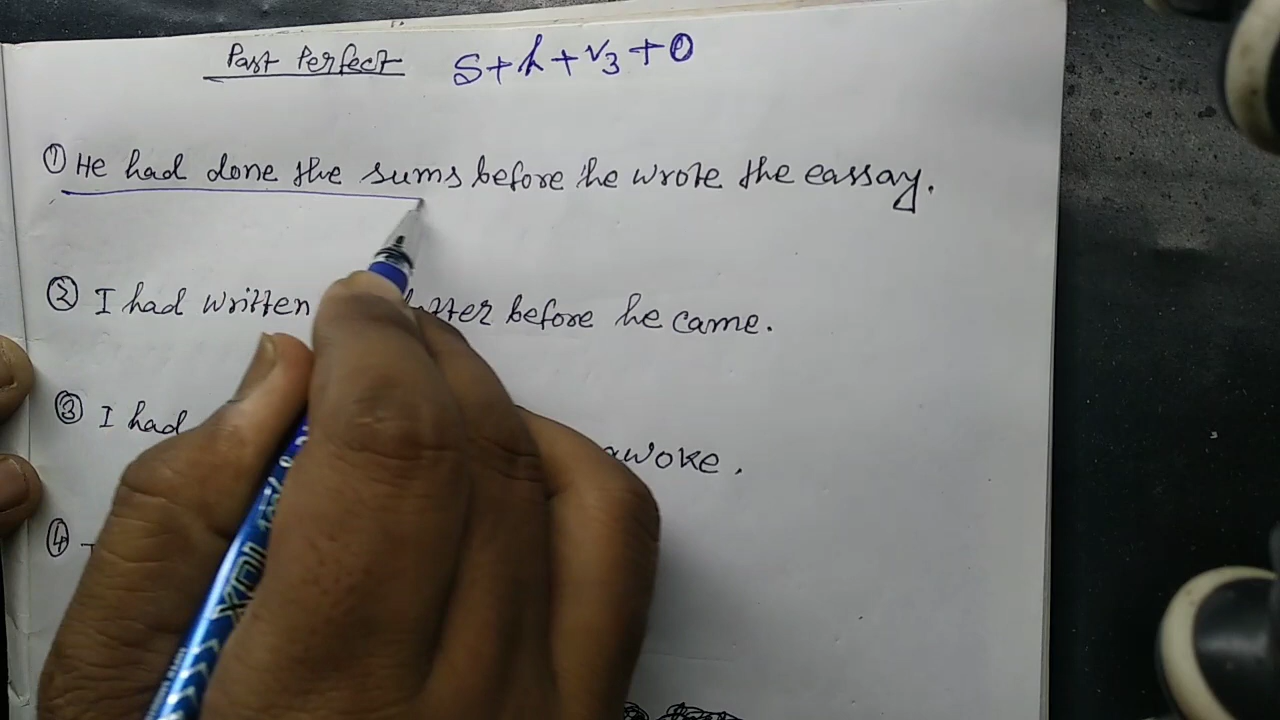 Past Perfect S+h+V3+O
① He had done the sums before he wrote the eassay.
② I had written before he came.
③ I had awoke.
④